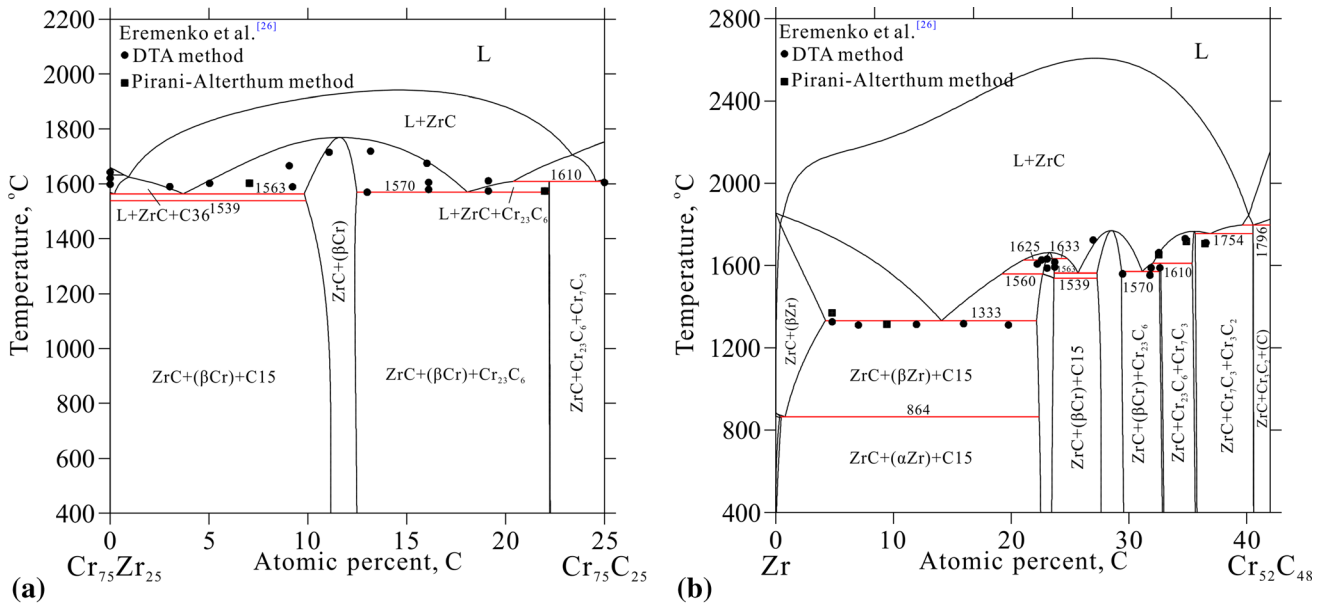 2200
2000
1800
1600
1400
1200
1000
800
600
400
Temperature, °C
Eremenko et al.[26]
DTA method
Pirani-Alterthum method
L
L+ZrC
1563
1570
1610
L+ZrC+C36
1539
L+ZrC+Cr23C6
ZrC+(βCr)
ZrC+(βCr)+C15
ZrC+(βCr)+Cr23C6
ZrC+Cr23C6+Cr7C3
0 5 10 15 20 25
Cr75Zr25 Atomic percent, C Cr75C25
(a)
2800
2400
2000
1600
1200
800
400
Temperature, °C
Eremenko et al.[26]
DTA method
Pirani-Alterthum method
L
L+ZrC
1625 1633
1563
1560 1539 1570 1610 1754 1796
1333
ZrC+(βZr)
ZrC+(βZr)+C15
864
ZrC+(αZr)+C15
ZrC+(βCr)+C15
ZrC+(βCr)+Cr23C6
ZrC+Cr23C6+Cr7C3
ZrC+Cr7C3+Cr3C2
ZrC+Cr3C2+(C)
0 10 20 30 40
Zr Atomic percent, C Cr52C48
(b)